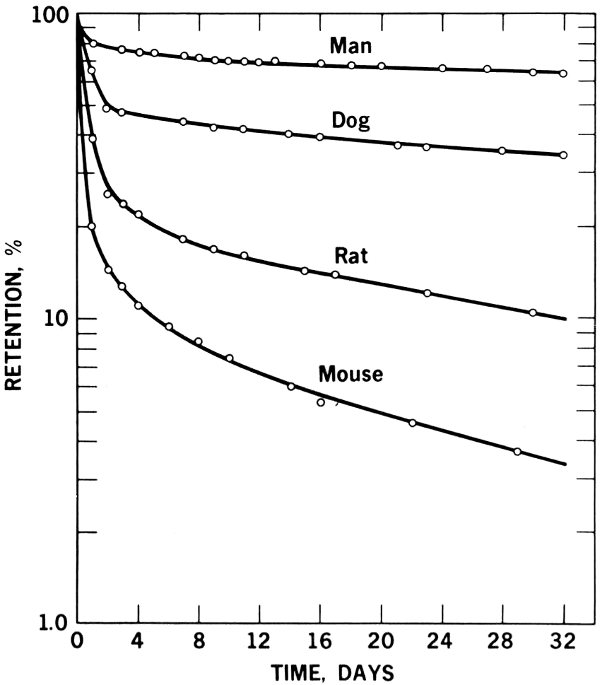 100
Man
Dog
Rat
10
Mouse
1.0
RETENTION, %
0 4 8 12 16 20 24 28 32
TIME, DAYS